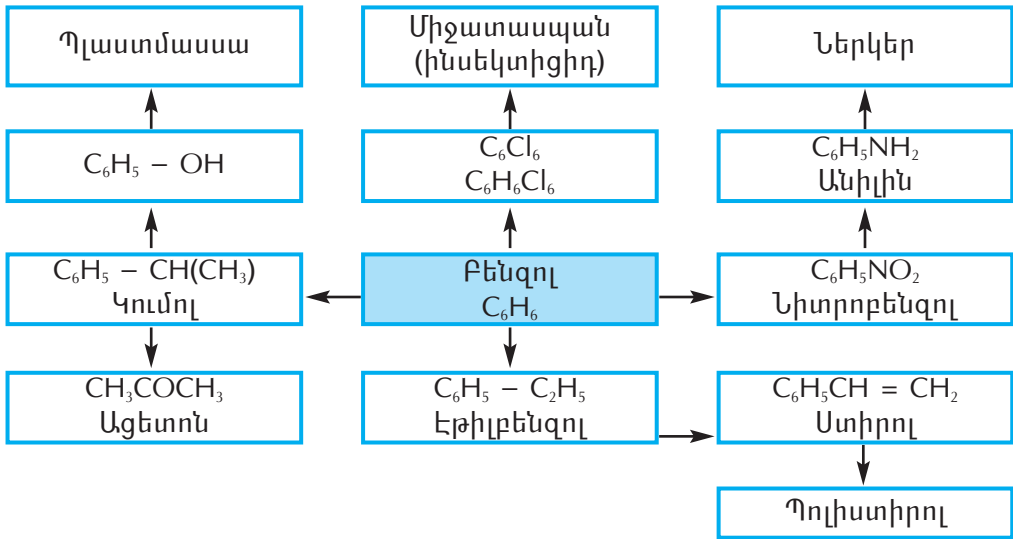 Պլաստմասսա
Միջատասպան
(ինսեկտիցիդ)
Ներկեր
C₆H₅ – OH
C₆Cl₆
C₆H₆Cl₆
C₆H₅NH₂
Անիլին
C₆H₅ – CH(CH₃)
Կումոլ
Բենզոլ
C₆H₆
C₆H₅NO₂
Նիտրոբենզոլ
CH₃COCH₃
Ացետոն
C₆H₅ – C₂H₅
Էթիլբենզոլ
C₆H₅CH = CH₂
Ստիրոլ
Պոլիստիրոլ